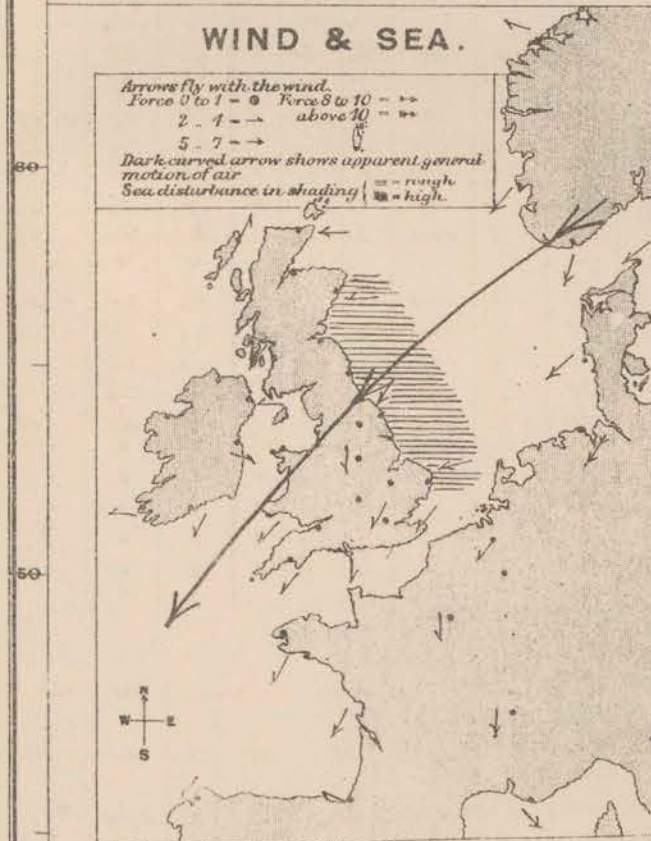 WIND & SEA.
Arrows fly with the wind.
Force 0 to 1 = ● Force 8 to 10 =
2 .. 4 = → above 10 =
5 .. 7 = →
Dark curved arrow shows apparent general
motion of air
Sea disturbance in shading { = rough
= high.
60
50
N
W E
S